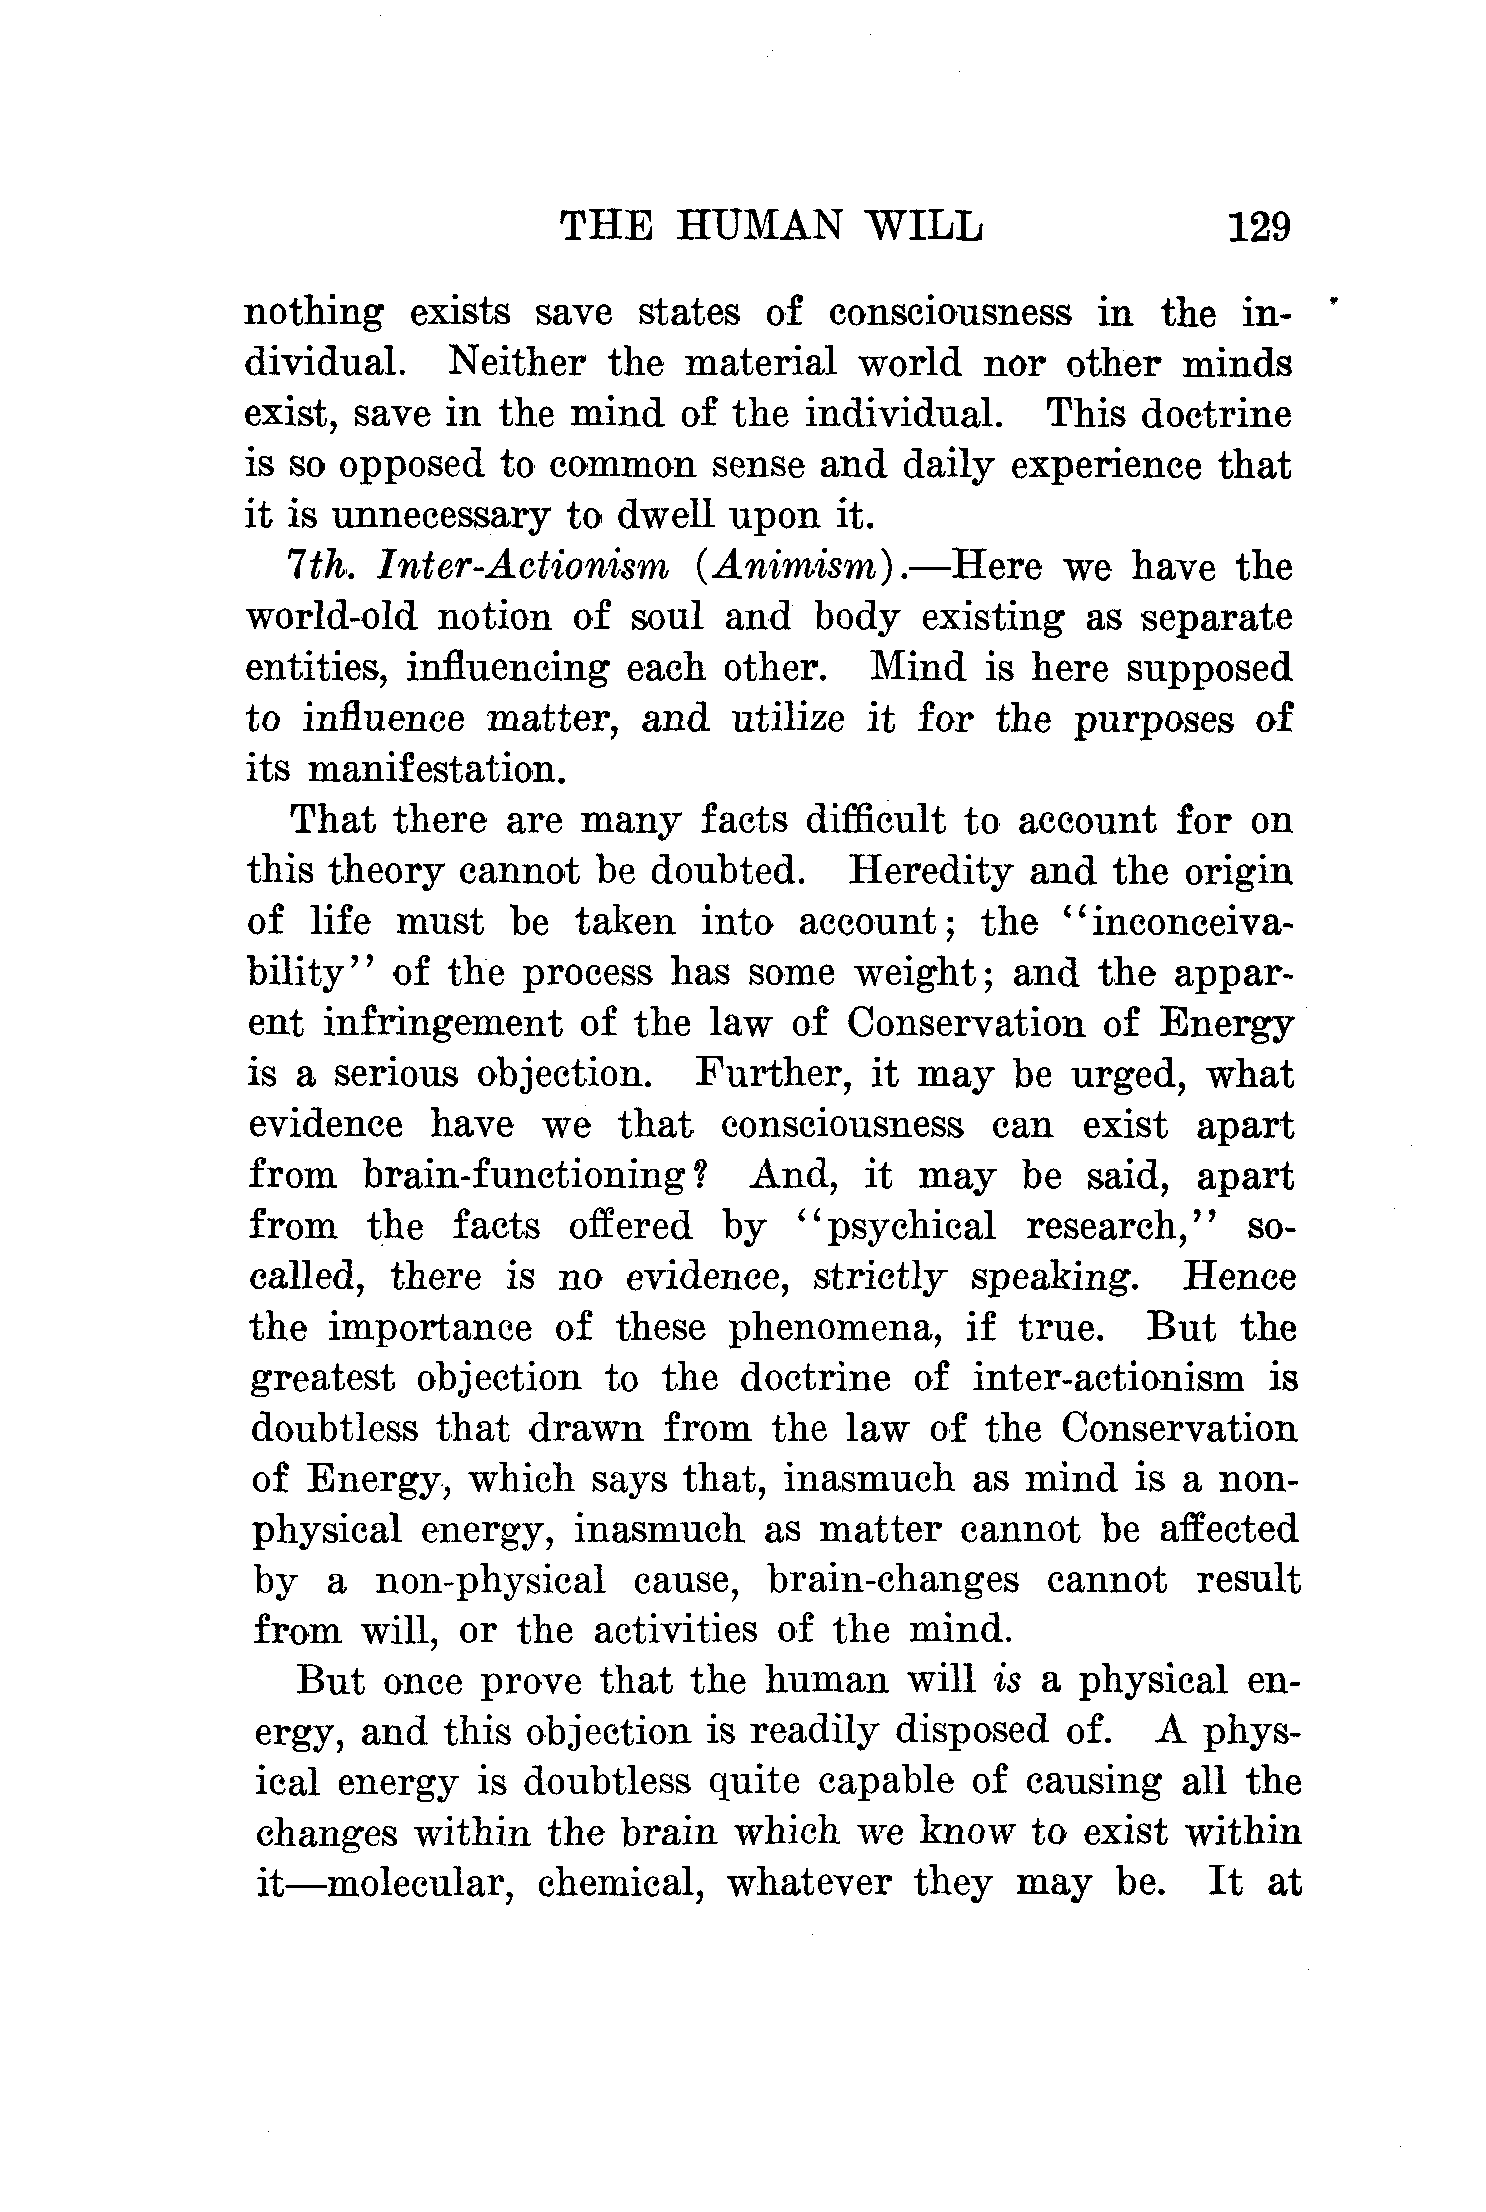 THE HUMAN WILL 129
nothing exists save states of consciousness in the in-
dividual. Neither the material world nor other minds
exist, save in the mind of the individual. This doctrine
is so opposed to common sense and daily experience that
it is unnecessary to dwell upon it.
7th. Inter-Actionism (Animism).—Here we have the
world-old notion of soul and body existing as separate
entities, influencing each other. Mind is here supposed
to influence matter, and utilize it for the purposes of
its manifestation.
That there are many facts difficult to account for on
this theory cannot be doubted. Heredity and the origin
of life must be taken into account; the “inconceiva-
bility” of the process has some weight; and the appar-
ent infringement of the law of Conservation of Energy
is a serious objection. Further, it may be urged, what
evidence have we that consciousness can exist apart
from brain-functioning? And, it may be said, apart
from the facts offered by “psychical research,” so-
called, there is no evidence, strictly speaking. Hence
the importance of these phenomena, if true. But the
greatest objection to the doctrine of inter-actionism is
doubtless that drawn from the law of the Conservation
of Energy, which says that, inasmuch as mind is a non-
physical energy, inasmuch as matter cannot be affected
by a non-physical cause, brain-changes cannot result
from will, or the activities of the mind.
But once prove that the human will is a physical en-
ergy, and this objection is readily disposed of. A phys-
ical energy is doubtless quite capable of causing all the
changes within the brain which we know to exist within
it—molecular, chemical, whatever they may be. It at